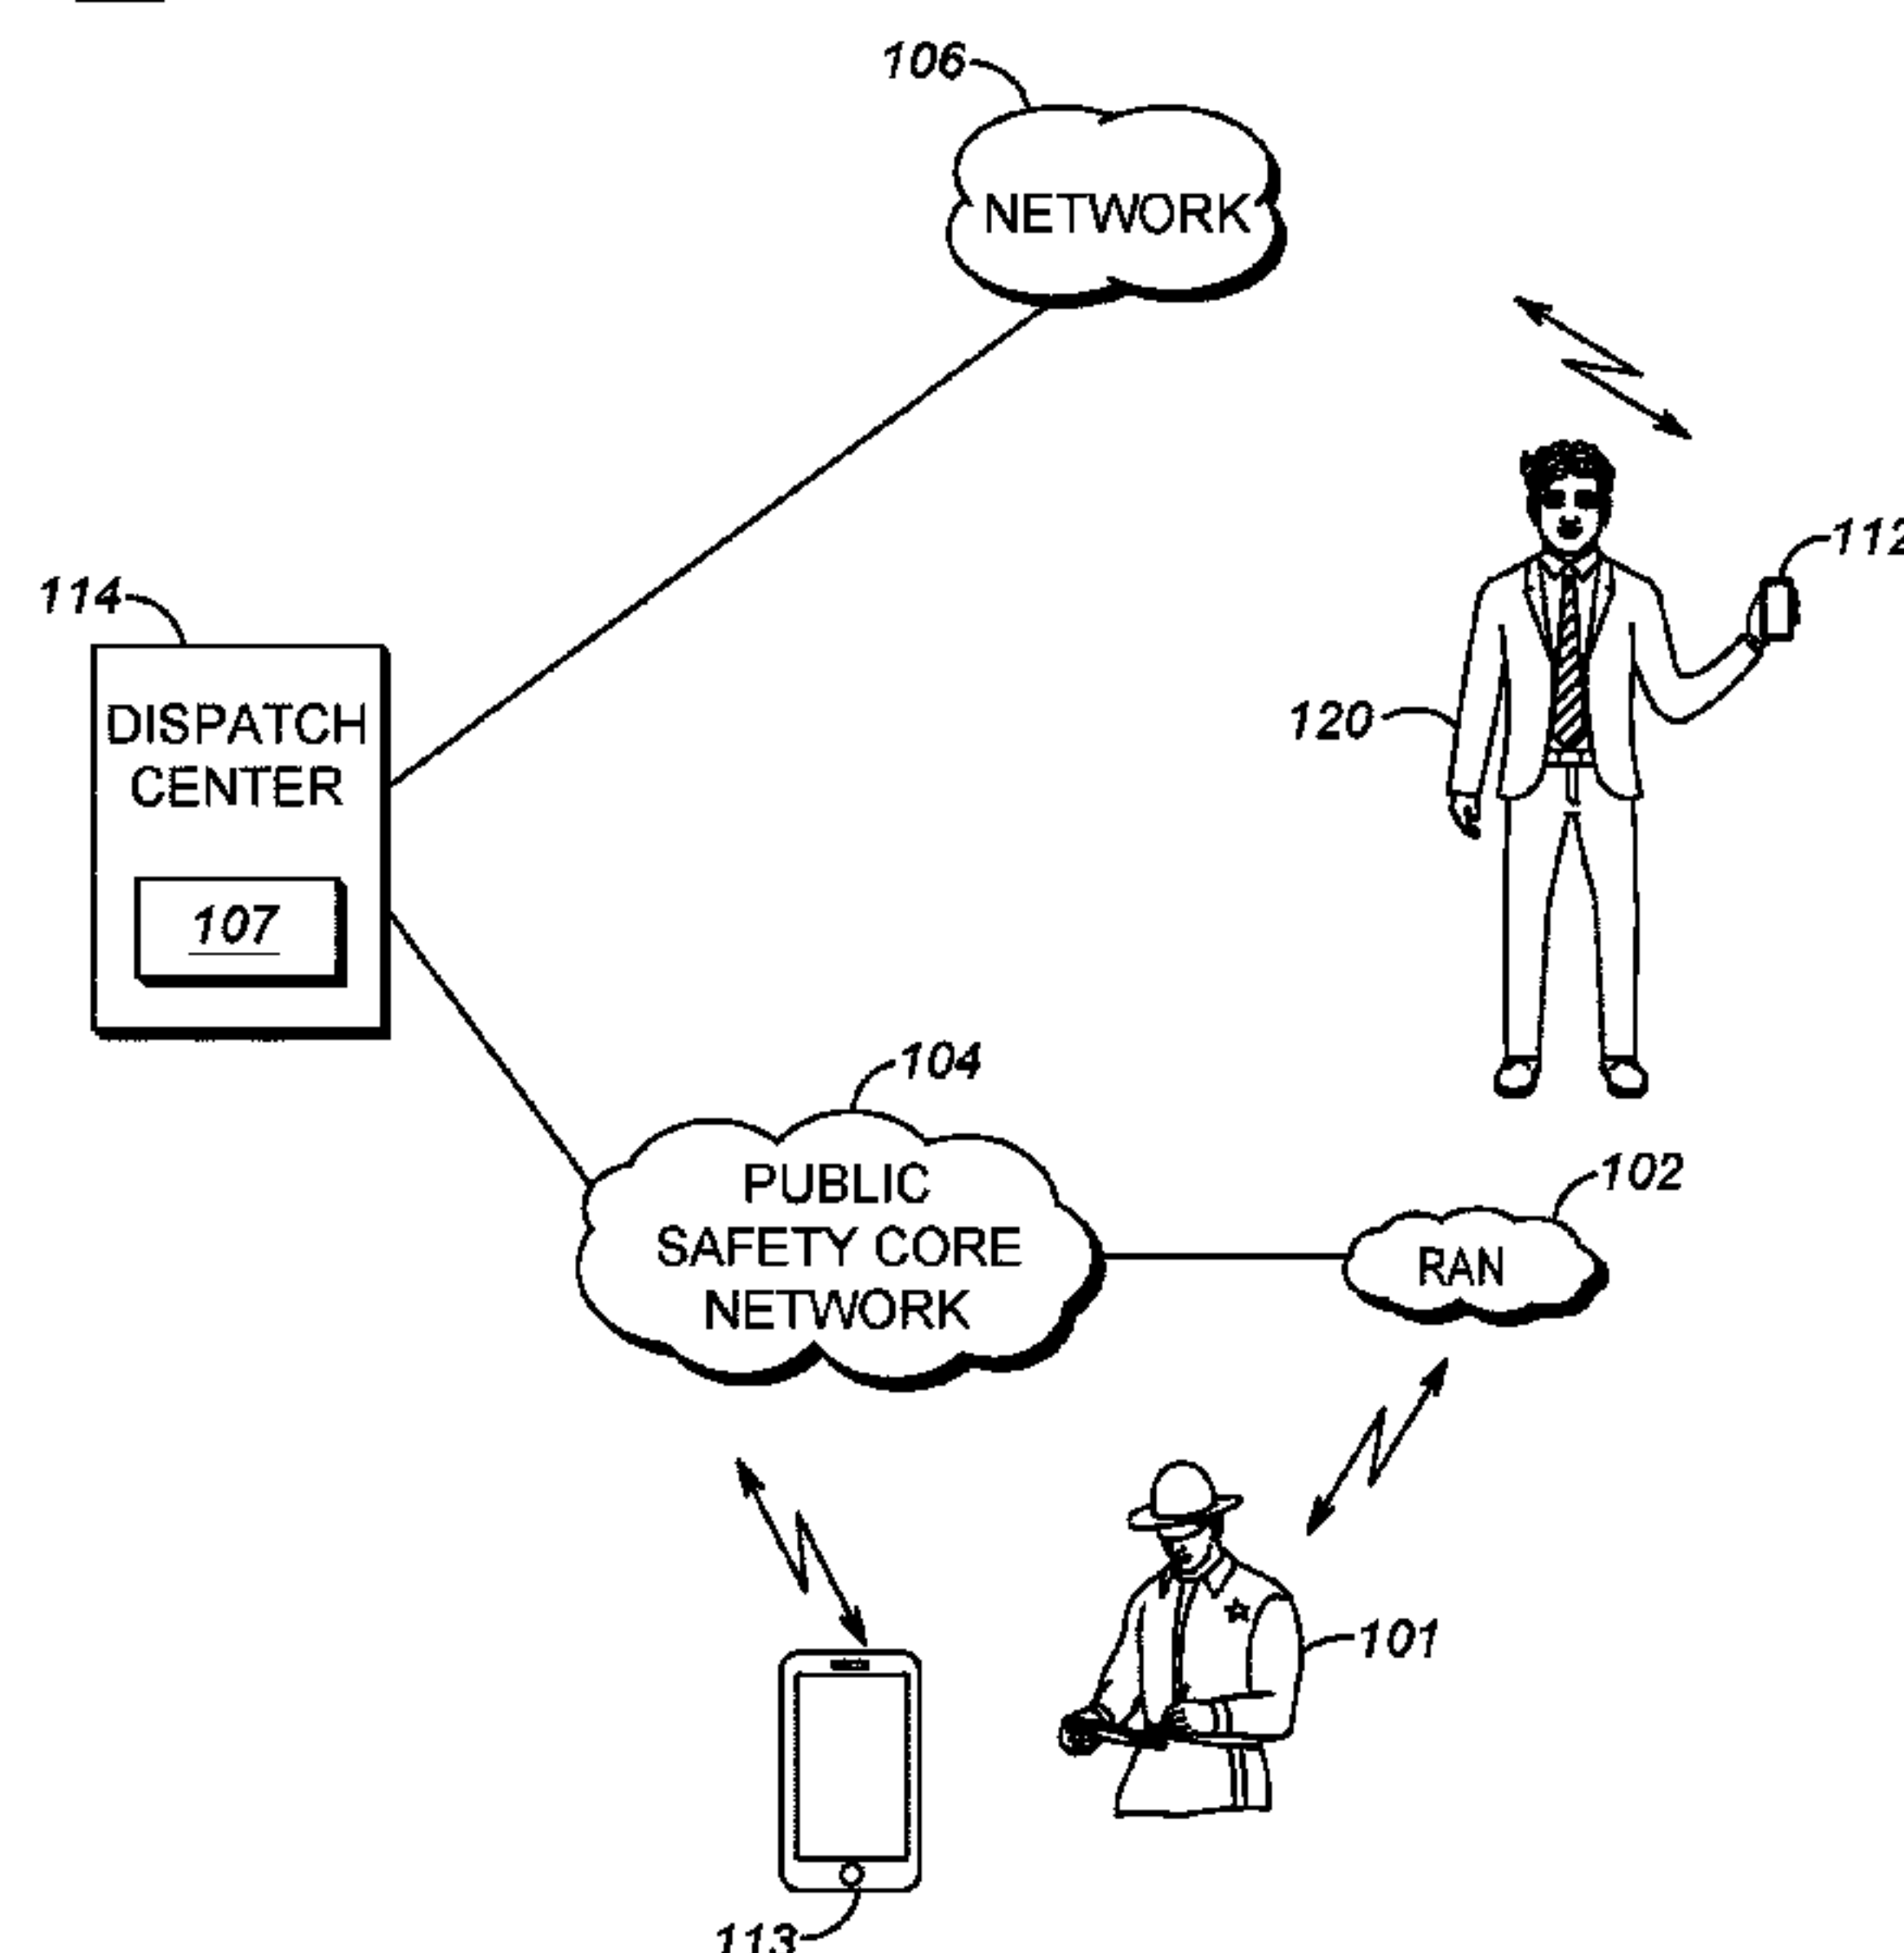 106
NETWORK
112
114
DISPATCH
CENTER
120
107
104
PUBLIC
SAFETY CORE
NETWORK
102
RAN
101
113